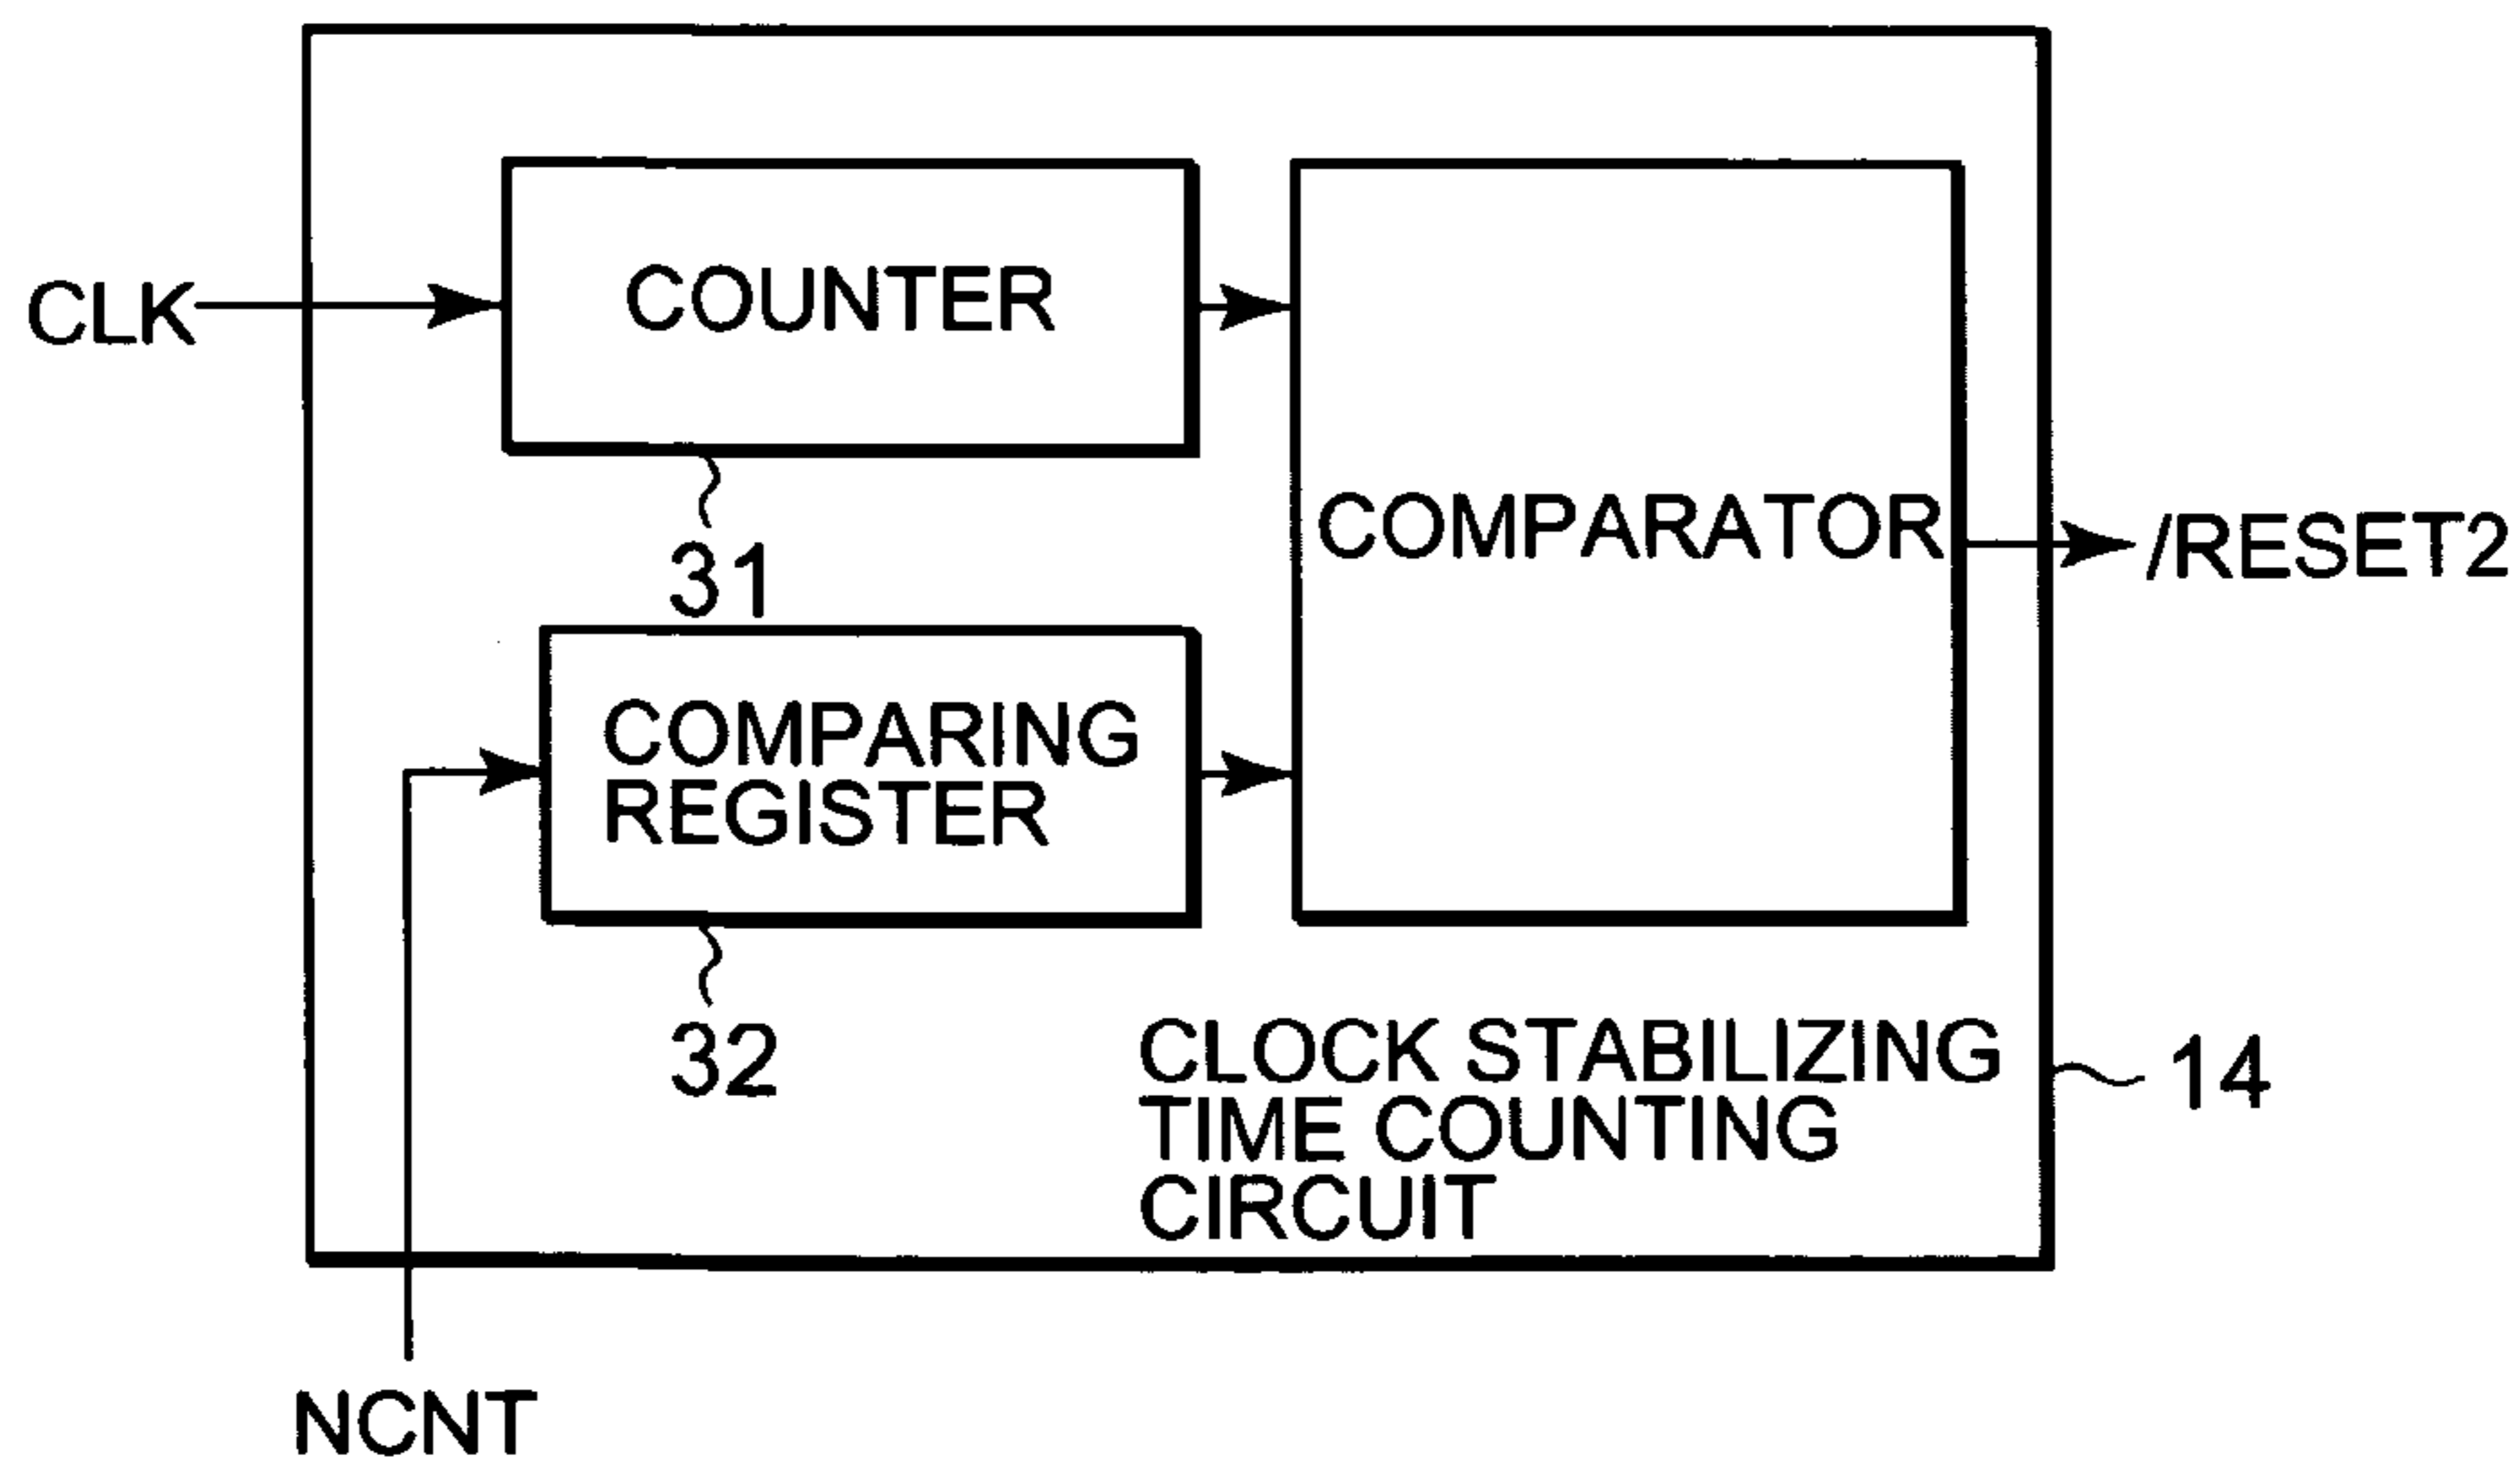 CLK
COUNTER
31
COMPARATOR
/RESET2
COMPARING
REGISTER
32
CLOCK STABILIZING
TIME COUNTING
CIRCUIT
14
NCNT